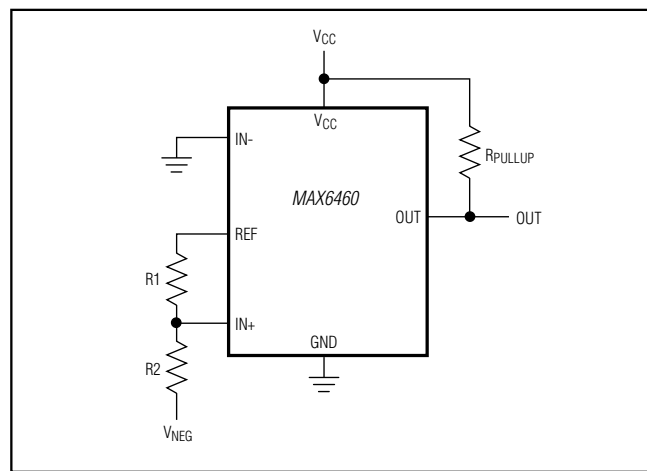 VCC
VCC
IN-
RPULLUP
MAX6460
OUT
OUT
REF
R1
IN+
GND
R2
VNEG